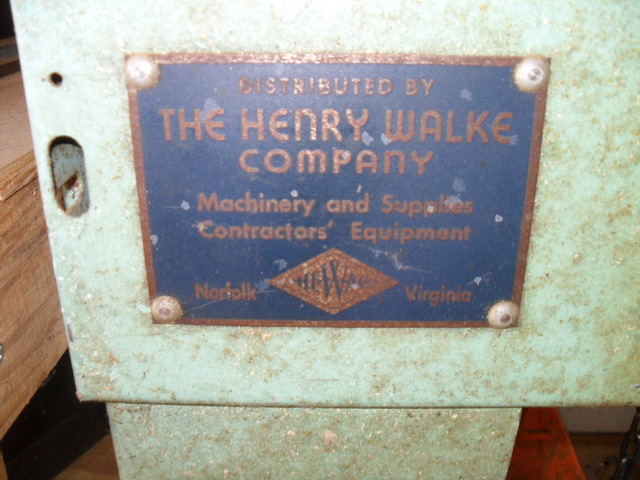 DISTRIBUTED BY
THE HENRY WALKE
COMPANY
Machinery and Supplies
Contractors' Equipment
Norfolk Virginia